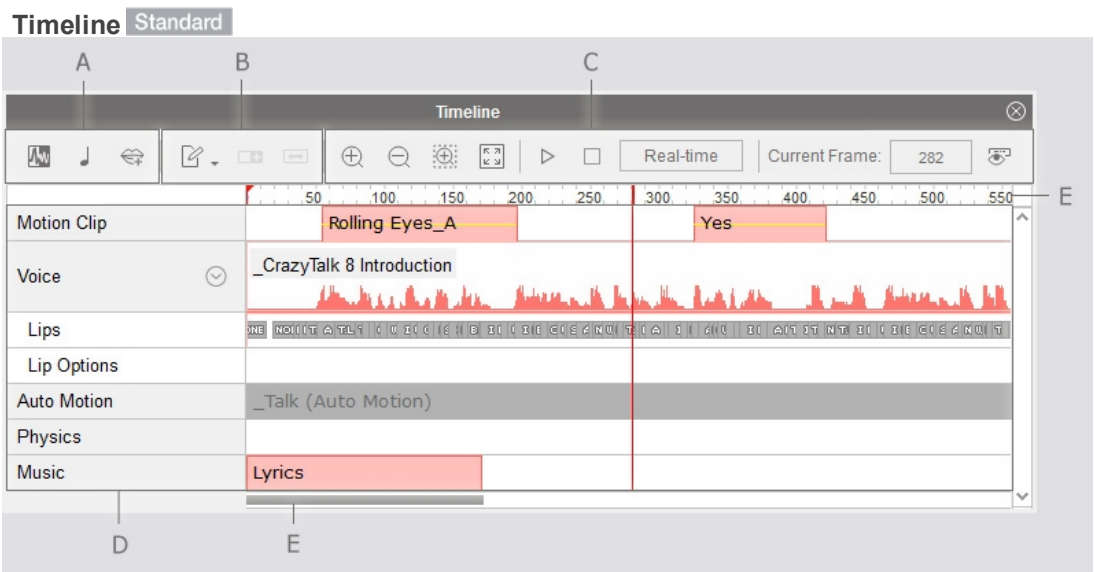 Timeline Standard
A B C
Timeline
Real-time Current Frame: 282
50 100 150 200 250 300 350 400 450 500 550 E
Motion Clip Rolling Eyes_A Yes
Voice _CrazyTalk 8 Introduction
Lips
Lip Options
Auto Motion _Talk (Auto Motion)
Physics
Music Lyrics
D E